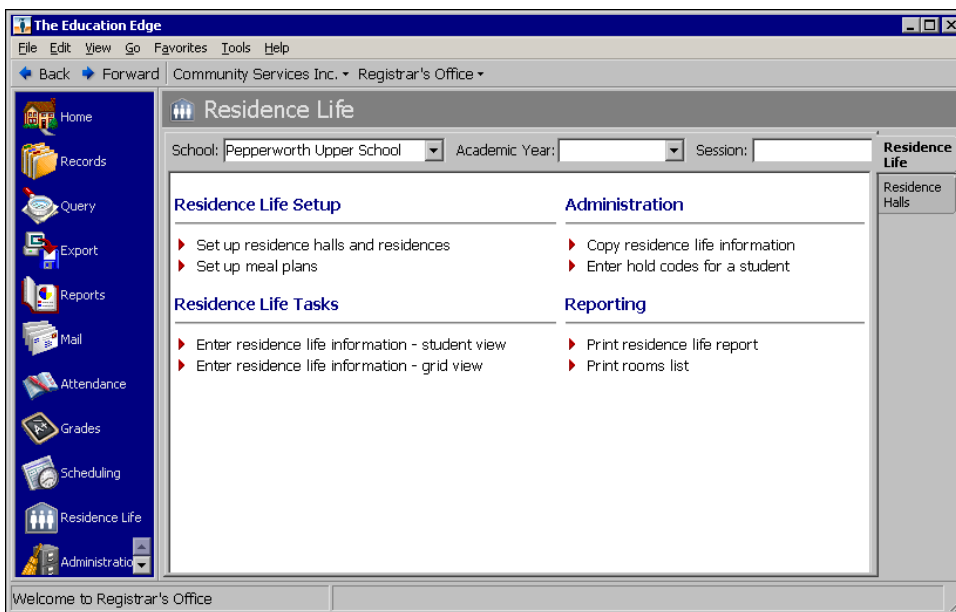 The Education Edge
File Edit View Go Favorites Tools Help
Back Forward Community Services Inc. Registrar's Office
Residence Life
School: Pepperworth Upper School Academic Year: Session:
Residence Life
Residence Halls
Home
Records
Query
Export
Reports
Mail
Attendance
Grades
Scheduling
Residence Life
Administratio
Residence Life Setup
Set up residence halls and residences
Set up meal plans
Administration
Copy residence life information
Enter hold codes for a student
Residence Life Tasks
Enter residence life information - student view
Enter residence life information - grid view
Reporting
Print residence life report
Print rooms list
Welcome to Registrar's Office